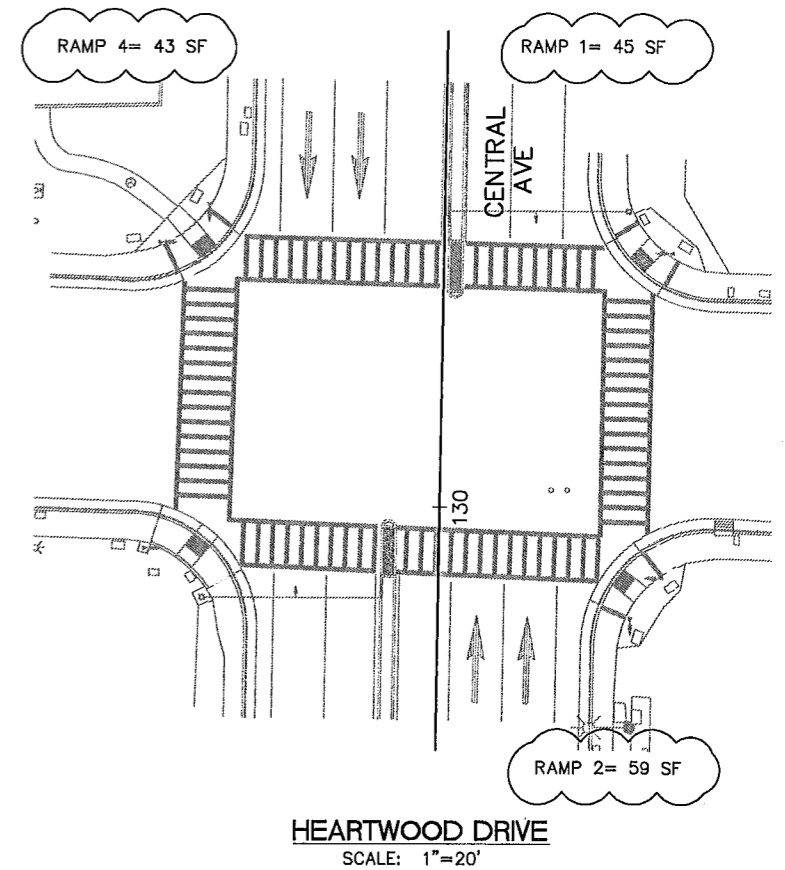 RAMP 4= 43 SF
RAMP 1= 45 SF
CENTRAL
AVE
130
RAMP 2= 59 SF
HEARTWOOD DRIVE
SCALE: 1"=20'